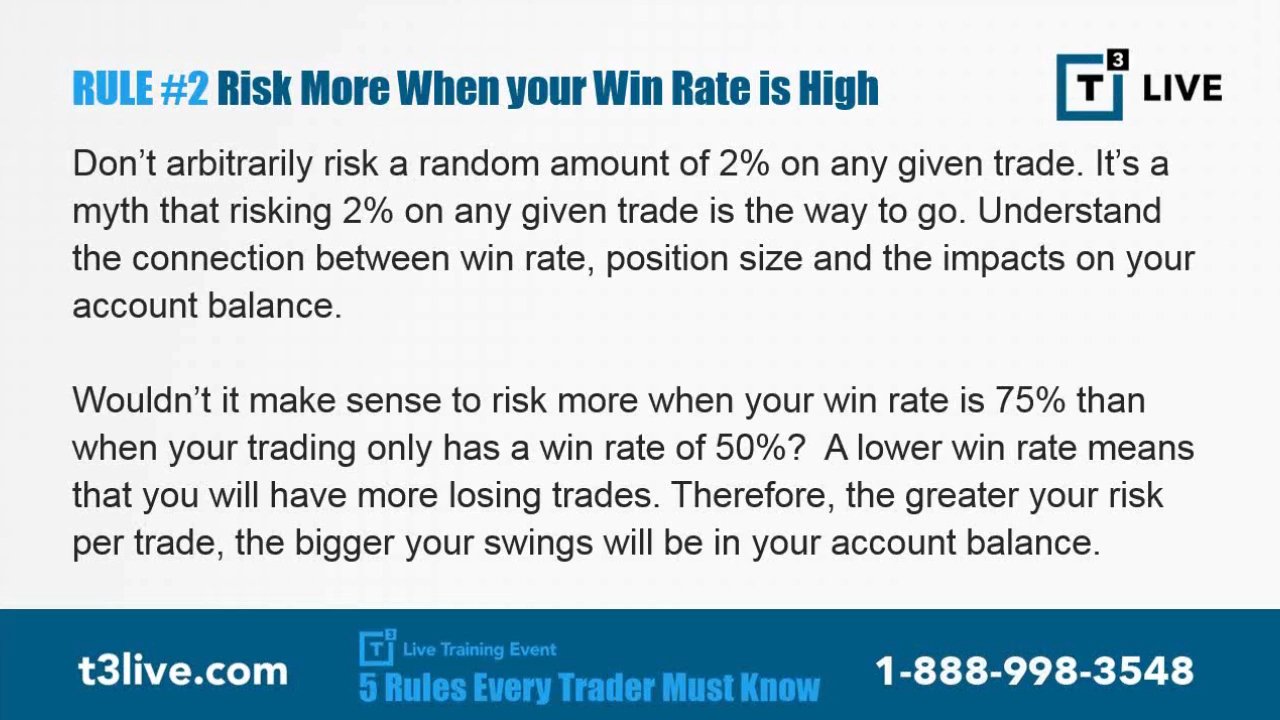 RULE #2 Risk More When your Win Rate is High
T3 LIVE
Don’t arbitrarily risk a random amount of 2% on any given trade. It’s a
myth that risking 2% on any given trade is the way to go. Understand
the connection between win rate, position size and the impacts on your
account balance.
Wouldn’t it make sense to risk more when your win rate is 75% than
when your trading only has a win rate of 50%?  A lower win rate means
that you will have more losing trades. Therefore, the greater your risk
per trade, the bigger your swings will be in your account balance.
t3live.com
T3 Live Training Event
5 Rules Every Trader Must Know
1-888-998-3548